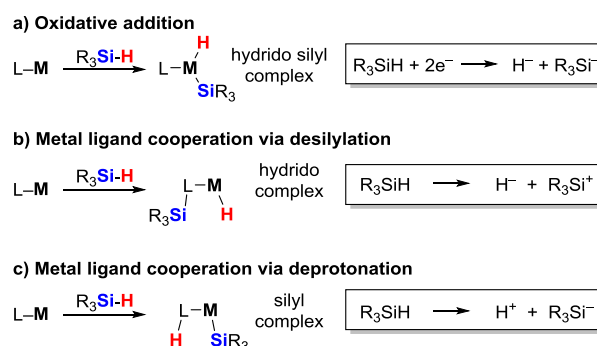 a) Oxidative addition
L–M R₃Si-H H L–M SiR₃ hydrido silyl complex R₃SiH + 2e⁻ H⁻ + R₃Si⁻
b) Metal ligand cooperation via desilylation
L–M R₃Si-H L–M R₃Si H hydrido complex R₃SiH H⁻ + R₃Si⁺
c) Metal ligand cooperation via deprotonation
L–M R₃Si-H L M H SiR₃ silyl complex R₃SiH H⁺ + R₃Si⁻